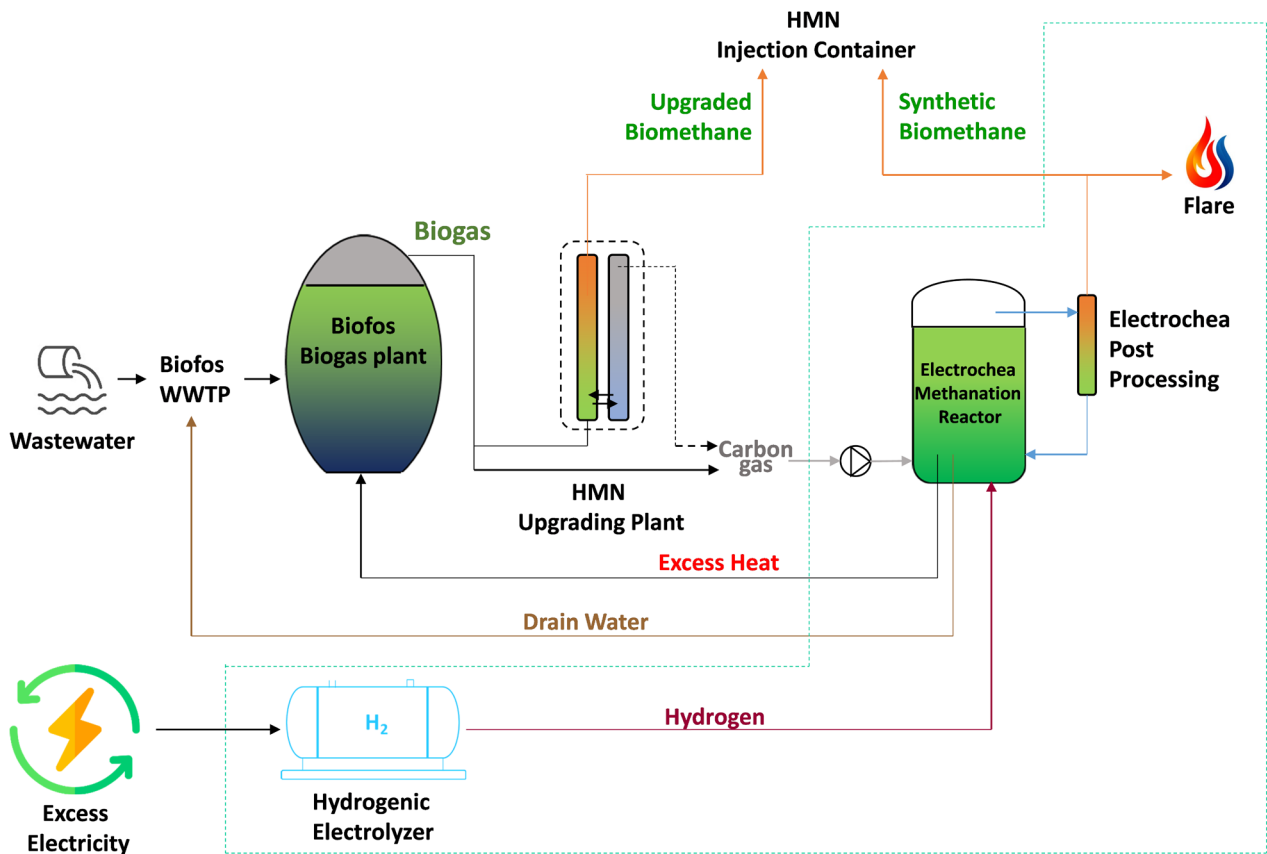 HMN
Injection Container
Upgraded
Biomethane
Synthetic
Biomethane
Flare
Biogas
Biofos
Biogas plant
Electrochea
Methanation
Reactor
Electrochea
Post
Processing
Biofos
WWTP
Wastewater
Carbon
gas
HMN
Upgrading Plant
Excess Heat
Drain Water
H₂
Hydrogen
Hydrogenic
Electrolyzer
Excess
Electricity